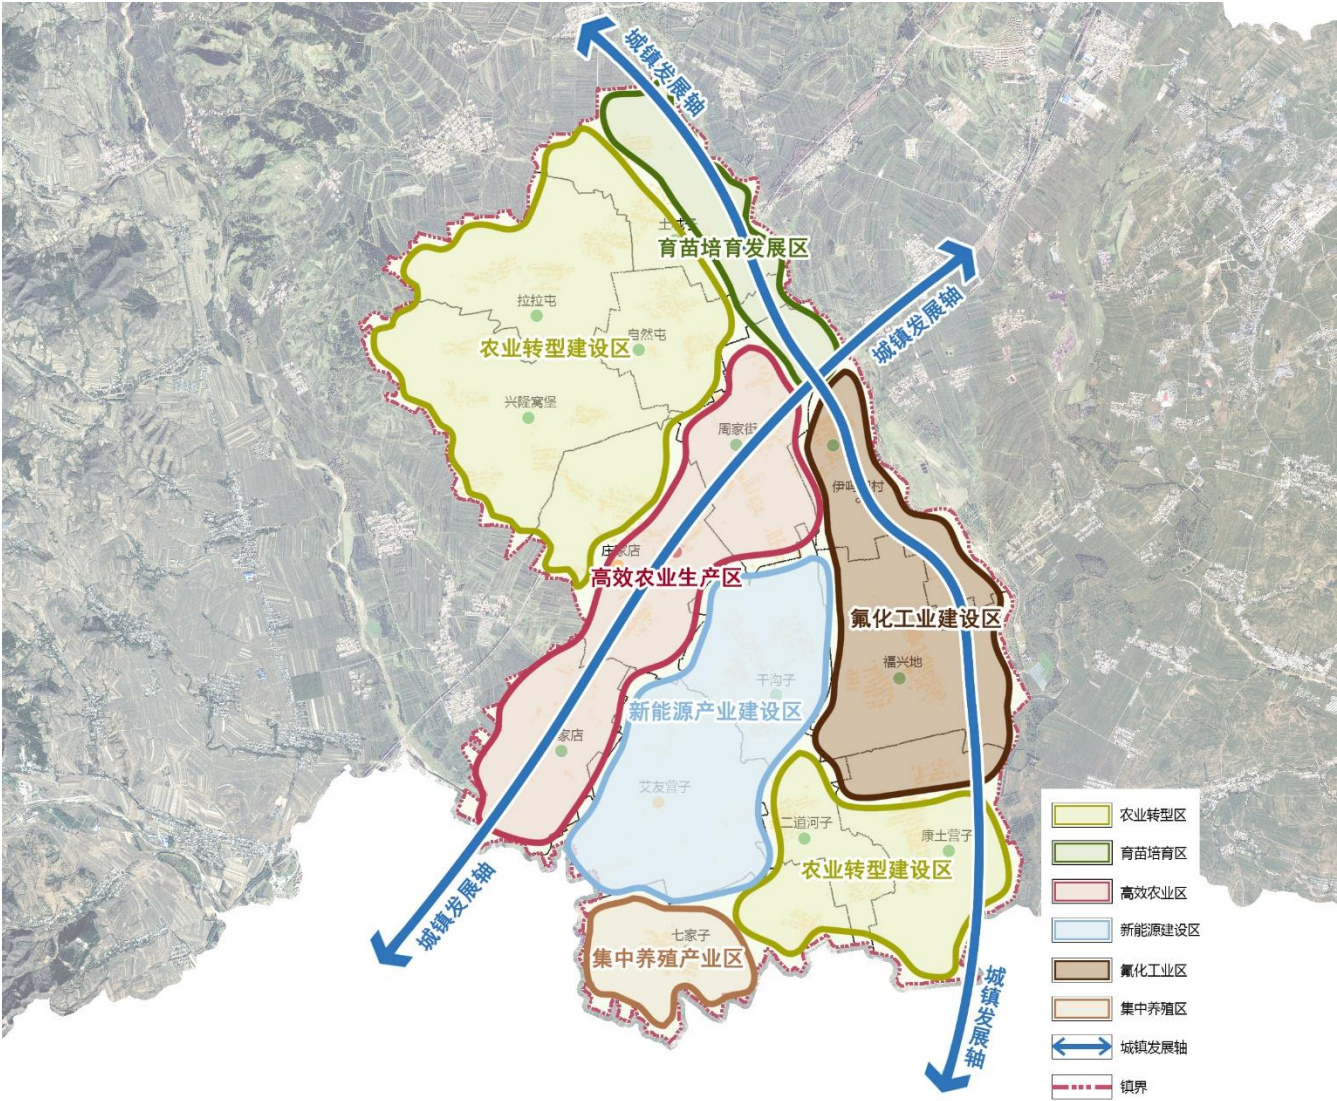 城镇发展轴
育苗培育发展区
城镇发展轴
拉拉屯
自然屯
农业转型建设区
兴隆窝堡
周家街
庄家店
高效农业生产区
氟化工业建设区
福兴地
干沟子
新能源产业建设区
家店
艾友营子
二道河子
康土营子
农业转型建设区
城镇发展轴
七家子
集中养殖产业区
城镇发展轴
农业转型区
育苗培育区
高效农业区
新能源建设区
氟化工业区
集中养殖区
城镇发展轴
镇界